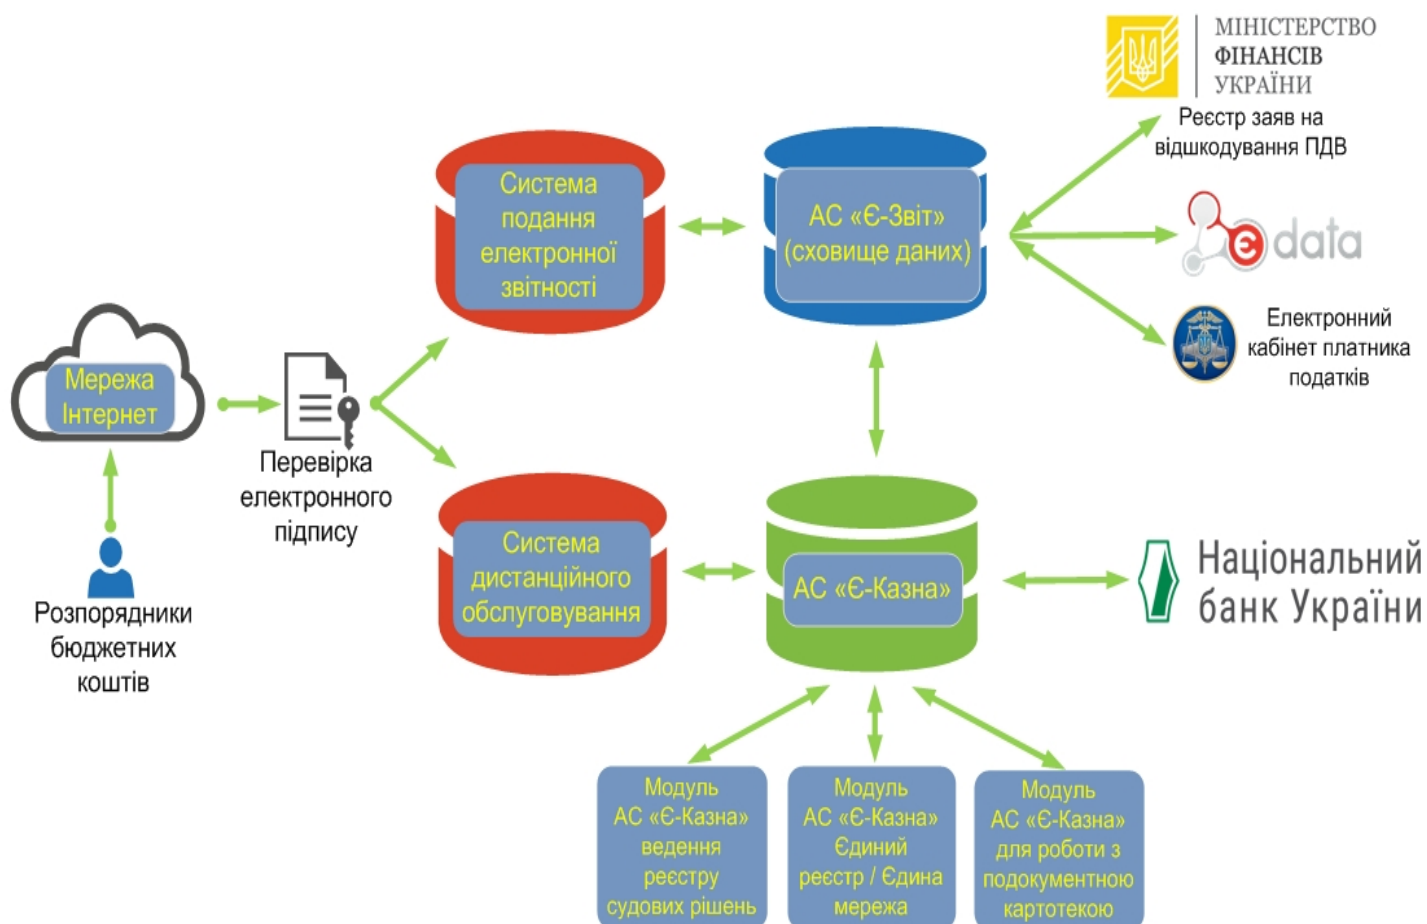 МІНІСТЕРСТВО
ФІНАНСІВ
УКРАЇНИ
Реєстр заяв на
відшкодування ПДВ
Система
подання
електронної
звітності
АС «Є-Звіт»
(сховище даних)
є data
Електронний
кабінет платника
податків
Мережа
Інтернет
Перевірка
електронного
підпису
Розпорядники
бюджетних
коштів
Система
дистанційного
обслуговування
АС «Є-Казна»
Національний
банк України
Модуль
АС «Є-Казна»
ведення
реєстру
судових рішень
Модуль
АС «Є-Казна»
Єдиний
реєстр / Єдина
мережа
Модуль
АС «Є-Казна»
для роботи з
подокументною
картотекою